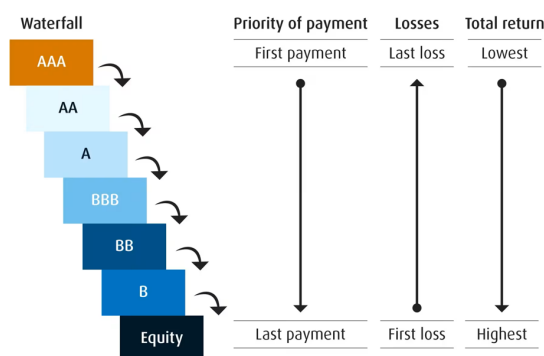 Waterfall Priority of payment Losses Total return
First payment Last loss Lowest
AAA
AA
A
BBB
BB
B
Equity
Last payment First loss Highest